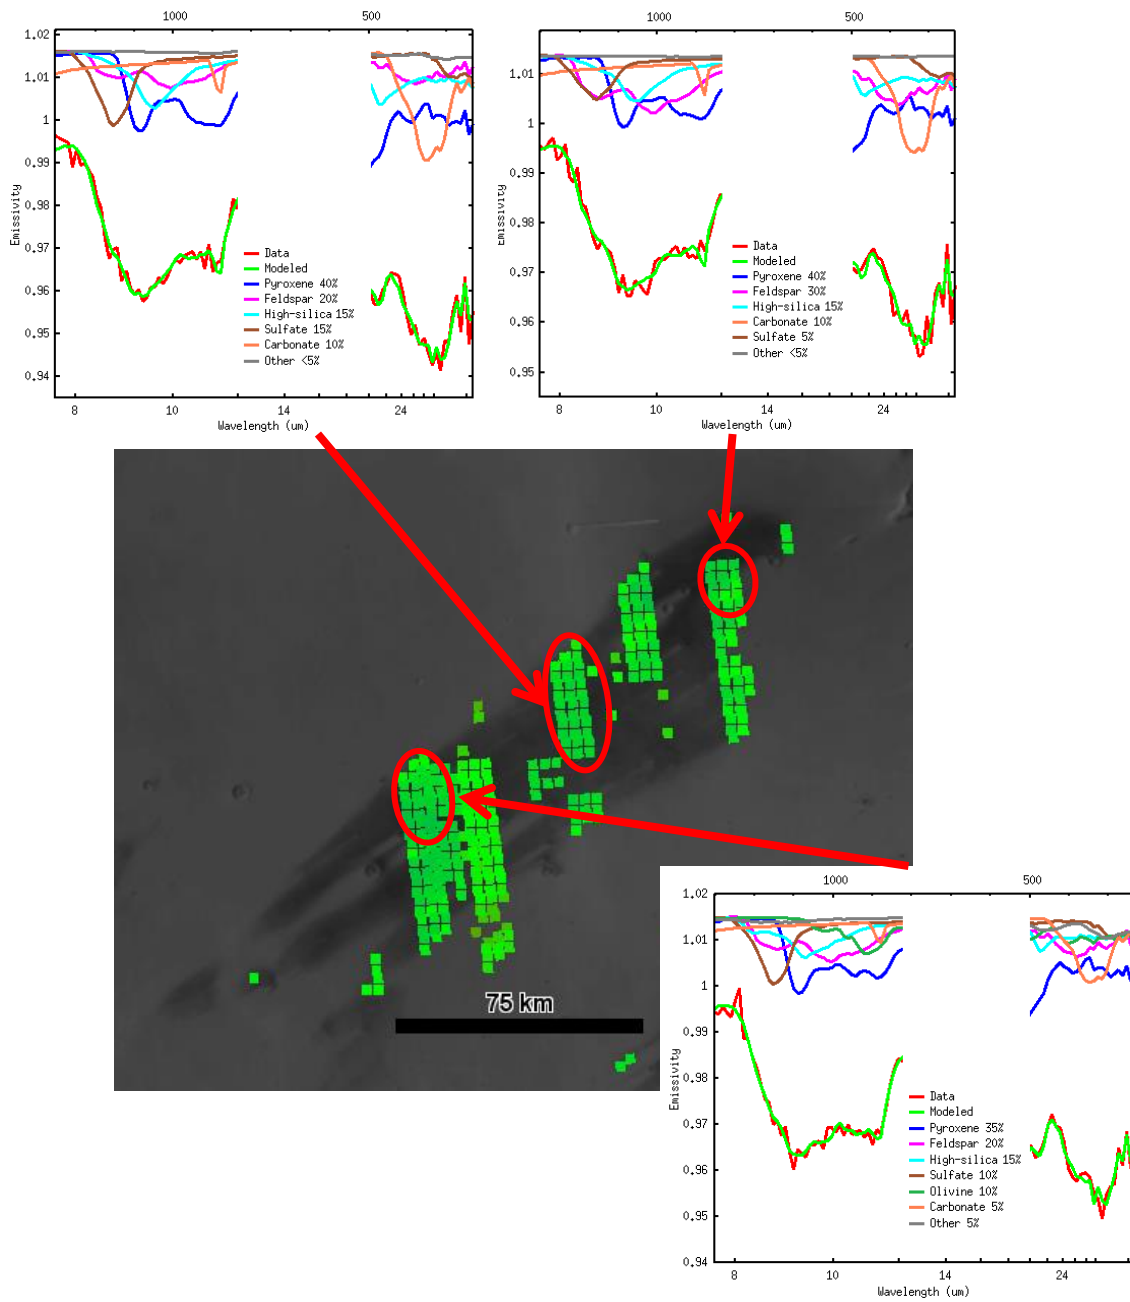 1000 500
1.02
1.01
1
0.99
0.98
0.97
0.96
0.95
0.94
Emissivity
Data
Modeled
Pyroxene 40%
Feldspar 20%
High-silica 15%
Sulfate 15%
Carbonate 10%
Other <5%
8 10 14 24
Wavelength (um)
1000 500
1.01
1
0.99
0.98
0.97
0.96
0.95
Emissivity
Data
Modeled
Pyroxene 40%
Feldspar 30%
High-silica 15%
Carbonate 10%
Sulfate 5%
Other <5%
8 10 14 24
Wavelength (um)
75 km
1000 500
1.02
1.01
1
0.99
0.98
0.97
0.96
0.95
0.94
Emissivity
Data
Modeled
Pyroxene 35%
Feldspar 20%
High-silica 15%
Sulfate 10%
Olivine 10%
Carbonate 5%
Other 5%
8 10 14 24
Wavelength (um)